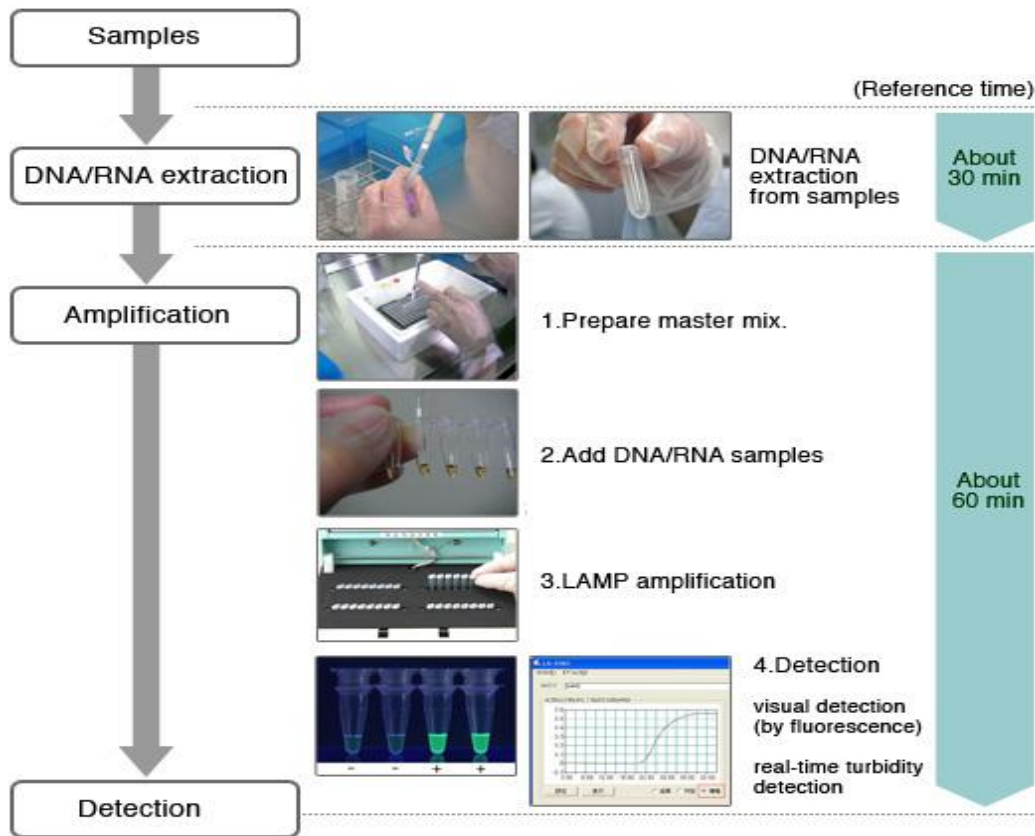 Samples
(Reference time)
DNA/RNA extraction
DNA/RNA
extraction
from samples
About
30 min
Amplification
1.Prepare master mix.
2.Add DNA/RNA samples
About
60 min
3.LAMP amplification
4.Detection
visual detection
(by fluorescence)
real-time turbidity
detection
− − + +
Detection